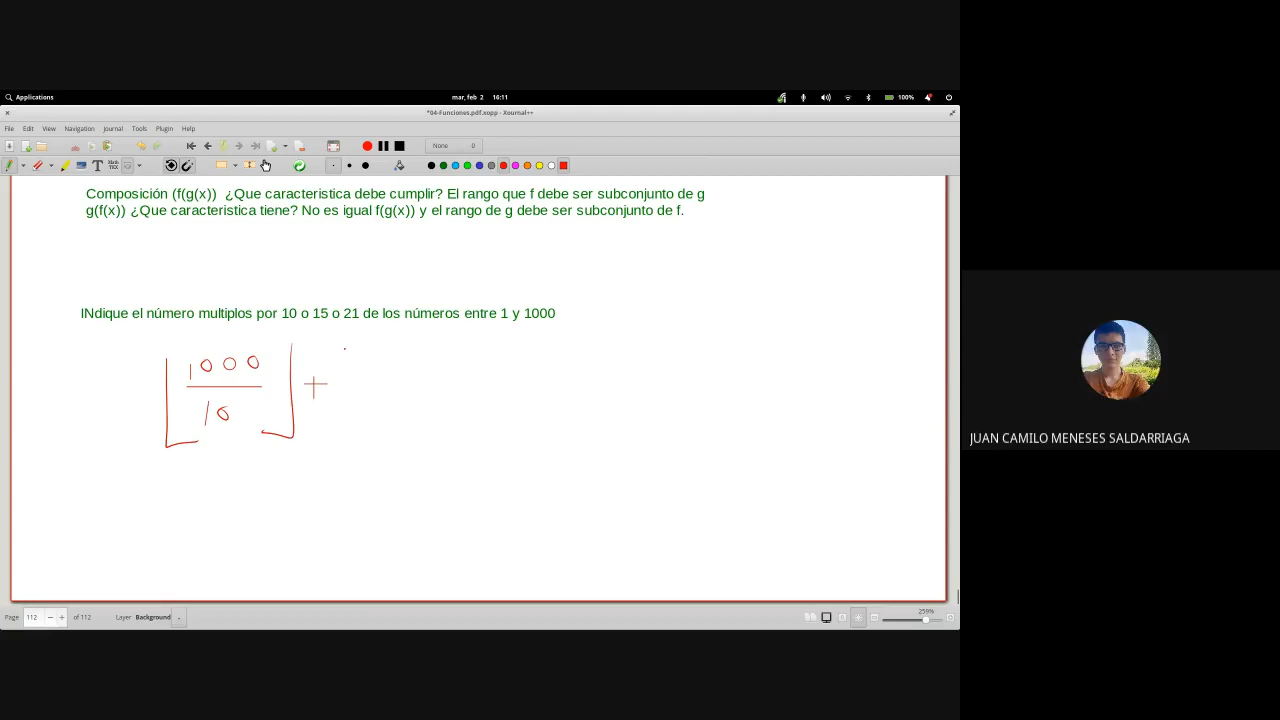 Applications
mar, feb 2 16:11
100%
*04-Funciones.pdf.xopp - Xournal++
File Edit View Navigation Journal Tools Plugin Help
None 0
Composición (f(g(x)) ¿Que caracteristica debe cumplir? El rango que f debe ser subconjunto de g
g(f(x)) ¿Que caracteristica tiene? No es igual f(g(x)) y el rango de g debe ser subconjunto de f.
INdique el número multiplos por 10 o 15 o 21 de los números entre 1 y 1000
1000
+
10
JUAN CAMILO MENESES SALDARRIAGA
Page 112 of 112 Layer Background
259%